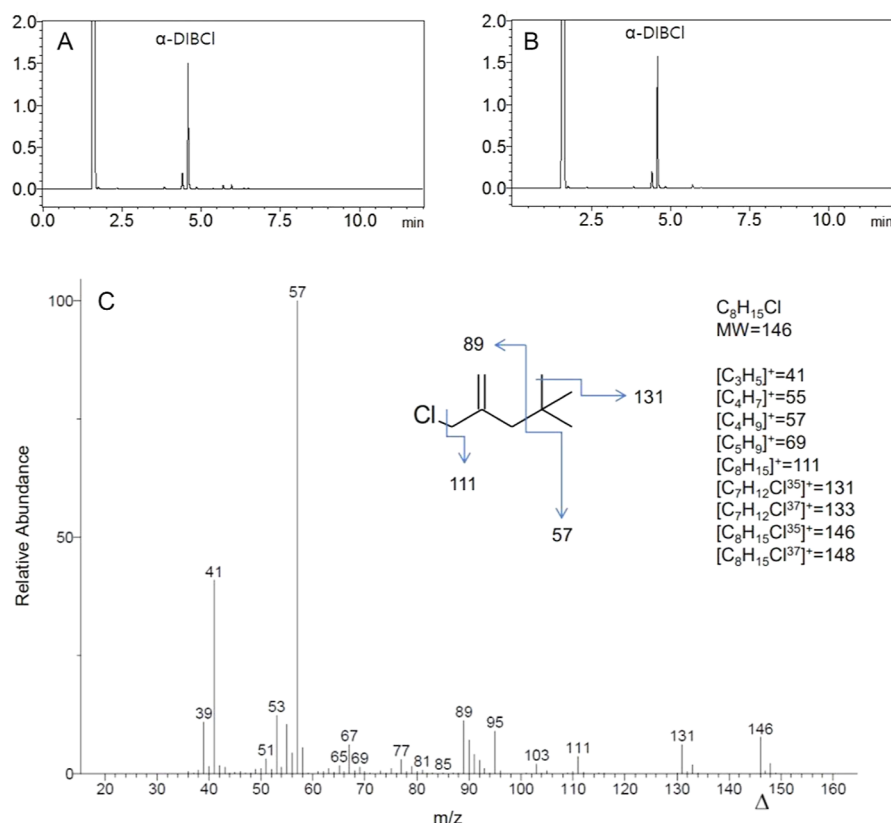 A
α-DIBCl
2.0
1.5
1.0
0.5
0.0
0.0 2.5 5.0 7.5 10.0 min
B
α-DIBCl
2.0
1.5
1.0
0.5
0.0
2.5 5.0 7.5 10.0 min
C
Relative Abundance
100
50
0
57
41
39
53
51
67
65
69
77
81
85
89
95
103
111
131
146
20 30 40 50 60 70 80 90 100 110 120 130 140 150 160
Δ
m/z
89
131
Cl
111
57
C₈H₁₅Cl
MW=146
[C₃H₅]⁺=41
[C₄H₇]⁺=55
[C₄H₉]⁺=57
[C₅H₉]⁺=69
[C₈H₁₅]⁺=111
[C₇H₁₂Cl³⁵]⁺=131
[C₇H₁₂Cl³⁷]⁺=133
[C₈H₁₅Cl³⁵]⁺=146
[C₈H₁₅Cl³⁷]⁺=148